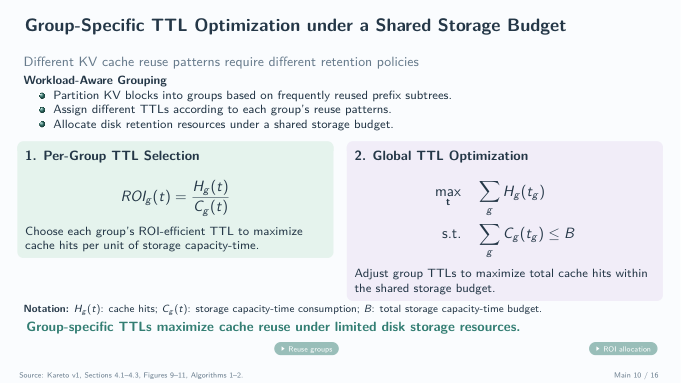 Group-Specific TTL Optimization under a Shared Storage Budget
Different KV cache reuse patterns require different retention policies
Workload-Aware Grouping
Partition KV blocks into groups based on frequently reused prefix subtrees.
Assign different TTLs according to each group's reuse patterns.
Allocate disk retention resources under a shared storage budget.
1. Per-Group TTL Selection
ROI_g(t) = H_g(t) / C_g(t)
Choose each group's ROI-efficient TTL to maximize
cache hits per unit of storage capacity-time.
2. Global TTL Optimization
max_t ∑_g H_g(t_g)
s.t. ∑_g C_g(t_g) ≤ B
Adjust group TTLs to maximize total cache hits within
the shared storage budget.
Notation: H_g(t): cache hits; C_g(t): storage capacity-time consumption; B: total storage capacity-time budget.
Group-specific TTLs maximize cache reuse under limited disk storage resources.
Reuse groups
ROI allocation
Source: Kareto v1, Sections 4.1–4.3, Figures 9–11, Algorithms 1–2.
Main 10 / 16